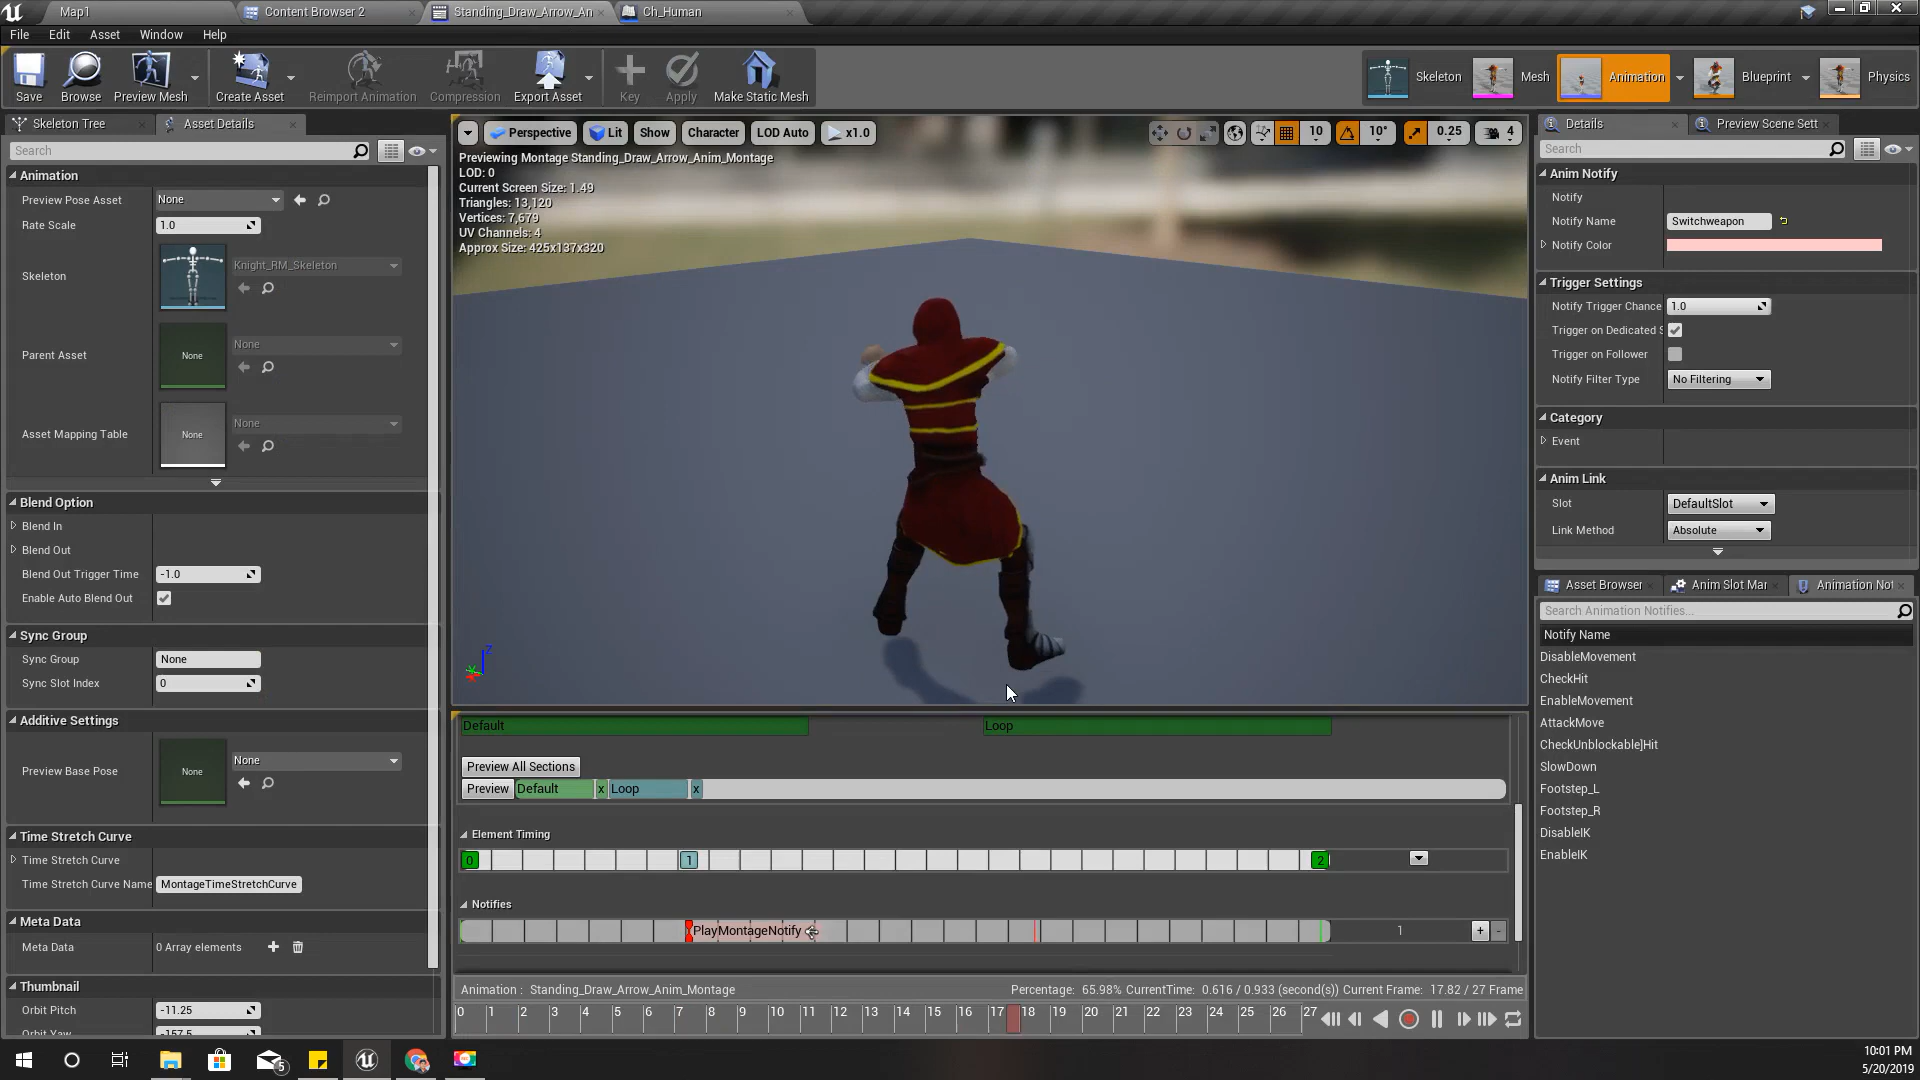 Map1
Content Browser 2
Standing_Draw_Arrow_An
Ch_Human
File Edit Asset Window Help
Save
Browse
Preview Mesh
Create Asset
Reimport Animation
Compression
Export Asset
Key
Apply
Make Static Mesh
Skeleton
Mesh
Animation
Blueprint
Physics
Skeleton Tree
Asset Details
Search
Animation
Preview Pose Asset None
Rate Scale 1.0
Skeleton Knight_RM_Skeleton
Parent Asset None None
Asset Mapping Table None None
Blend Option
Blend In
Blend Out
Blend Out Trigger Time -1.0
Enable Auto Blend Out
Sync Group
Sync Group None
Sync Slot Index 0
Additive Settings
Preview Base Pose None None
Time Stretch Curve
Time Stretch Curve
Time Stretch Curve Name MontageTimeStretchCurve
Meta Data
Meta Data 0 Array elements
Thumbnail
Orbit Pitch -11.25
Orbit Yaw -157.5
Perspective Lit Show Character LOD Auto x1.0
10 10° 0.25 4
Previewing Montage Standing_Draw_Arrow_Anim_Montage
LOD: 0
Current Screen Size: 1.49
Triangles: 13,120
Vertices: 7,679
UV Channels: 4
Approx Size: 425x137x320
Z
Default Loop
Preview All Sections
Preview Default x Loop x
Element Timing
0 1 2
Notifies
PlayMontageNotify 1 + -
Animation : Standing_Draw_Arrow_Anim_Montage Percentage: 65.98% CurrentTime: 0.616 / 0.933 (second(s)) Current Frame: 17.82 / 27 Frame
0 1 2 3 4 5 6 7 8 9 10 11 12 13 14 15 16 17 18 19 20 21 22 23 24 25 26 27
Details
Preview Scene Sett
Search
Anim Notify
Notify
Notify Name Switchweapon
Notify Color
Trigger Settings
Notify Trigger Chance 1.0
Trigger on Dedicated S
Trigger on Follower
Notify Filter Type No Filtering
Category
Event
Anim Link
Slot DefaultSlot
Link Method Absolute
Asset Browser
Anim Slot Mar
Animation Not
Search Animation Notifies...
Notify Name
DisableMovement
CheckHit
EnableMovement
AttackMove
CheckUnblockable]Hit
SlowDown
Footstep_L
Footstep_R
DisableIK
EnableIK
5
10:01 PM
5/20/2019